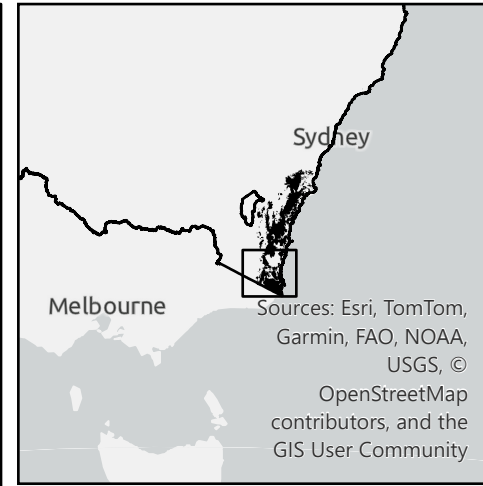 Sydney
Melbourne
Sources: Esri, TomTom,
Garmin, FAO, NOAA,
USGS, ©
OpenStreetMap
contributors, and the
GIS User Community